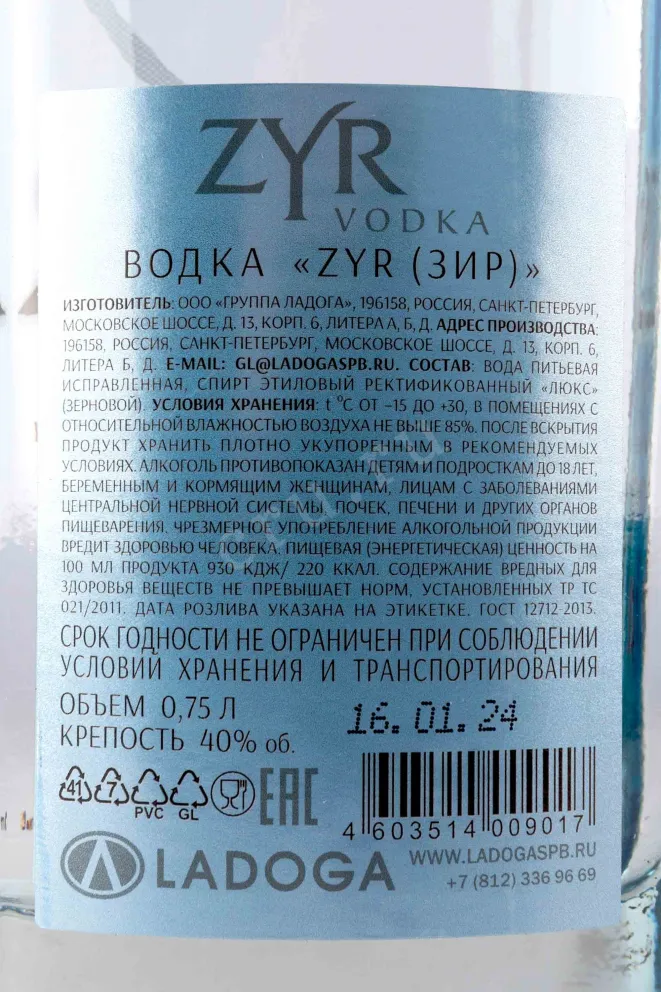 ZYR
VODKA
ВОДКА «ZYR (ЗИР)»
ИЗГОТОВИТЕЛЬ: ООО «ГРУППА ЛАДОГА», 196158, РОССИЯ, САНКТ-ПЕТЕРБУРГ,
МОСКОВСКОЕ ШОССЕ, Д. 13, КОРП. 6, ЛИТЕРА А, Б, Д. АДРЕС ПРОИЗВОДСТВА:
196158, РОССИЯ, САНКТ-ПЕТЕРБУРГ, МОСКОВСКОЕ ШОССЕ, Д. 13, КОРП. 6,
ЛИТЕРА Б, Д. E-MAIL: GL@LADOGASPB.RU. СОСТАВ: ВОДА ПИТЬЕВАЯ
ИСПРАВЛЕННАЯ, СПИРТ ЭТИЛОВЫЙ РЕКТИФИКОВАННЫЙ «ЛЮКС»
(ЗЕРНОВОЙ). УСЛОВИЯ ХРАНЕНИЯ: t °C ОТ –15 ДО +30, В ПОМЕЩЕНИЯХ С
ОТНОСИТЕЛЬНОЙ ВЛАЖНОСТЬЮ ВОЗДУХА НЕ ВЫШЕ 85%. ПОСЛЕ ВСКРЫТИЯ
ПРОДУКТ ХРАНИТЬ ПЛОТНО УКУПОРЕННЫМ В РЕКОМЕНДУЕМЫХ
УСЛОВИЯХ. АЛКОГОЛЬ ПРОТИВОПОКАЗАН ДЕТЯМ И ПОДРОСТКАМ ДО 18 ЛЕТ,
БЕРЕМЕННЫМ И КОРМЯЩИМ ЖЕНЩИНАМ, ЛИЦАМ С ЗАБОЛЕВАНИЯМИ
ЦЕНТРАЛЬНОЙ НЕРВНОЙ СИСТЕМЫ, ПОЧЕК, ПЕЧЕНИ И ДРУГИХ ОРГАНОВ
ПИЩЕВАРЕНИЯ. ЧРЕЗМЕРНОЕ УПОТРЕБЛЕНИЕ АЛКОГОЛЬНОЙ ПРОДУКЦИИ
ВРЕДИТ ЗДОРОВЬЮ ЧЕЛОВЕКА. ПИЩЕВАЯ (ЭНЕРГЕТИЧЕСКАЯ) ЦЕННОСТЬ НА
100 МЛ ПРОДУКТА 930 КДЖ/ 220 ККАЛ. СОДЕРЖАНИЕ ВРЕДНЫХ ДЛЯ
ЗДОРОВЬЯ ВЕЩЕСТВ НЕ ПРЕВЫШАЕТ НОРМ, УСТАНОВЛЕННЫХ ТР ТС
021/2011. ДАТА РОЗЛИВА УКАЗАНА НА ЭТИКЕТКЕ. ГОСТ 12712-2013.
СРОК ГОДНОСТИ НЕ ОГРАНИЧЕН ПРИ СОБЛЮДЕНИИ
УСЛОВИЙ ХРАНЕНИЯ И ТРАНСПОРТИРОВАНИЯ
ОБЪЕМ 0,75 Л
16.01.24
КРЕПОСТЬ 40% об.
41 7 PVC GL
EAC
4 603514 009017
LADOGA
WWW.LADOGASPB.RU
+7 (812) 336 96 69